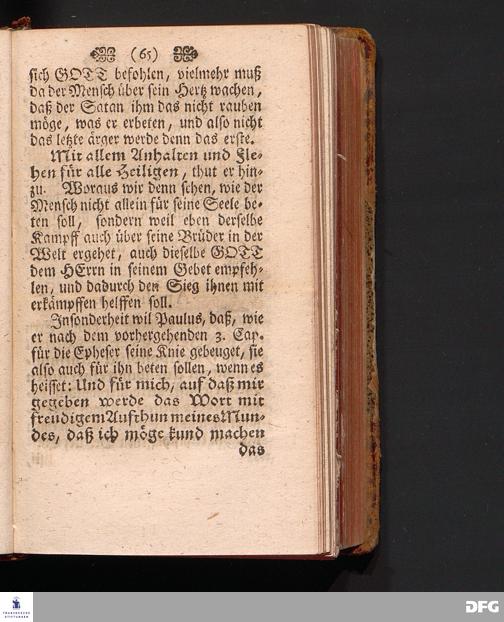 (65)
sich GOTT befohlen, vielmehr muß
da der Mensch über sein Hertz wachen,
daß der Satan ihm das nicht rauben
möge, was er erbeten, und also nicht
das letzte ärger werde denn das erste.
Mit allem Anhalten und Fle-
hen für alle Heiligen, thut er hin-
zu. Woraus wir denn sehen, wie der
Mensch nicht allein für seine Seele be-
ten soll, sondern weil eben derselbe
Kampff auch über seine Brüder in der
Welt ergehet, auch dieselbe GOTT
dem HErrn in seinem Gebet empfeh-
len, und dadurch den Sieg ihnen mit
erkämpffen helffen soll.
Insonderheit wil Paulus, daß, wie
er nach dem vorhergehenden 3. Cap.
für die Epheser seine Knie gebeuget, sie
also auch für ihn beten sollen, wenn es
heisset: Und für mich, auf daß mir
gegeben werde das Wort mit
freudigem Aufthun meines Mun-
des, daß ich möge kund machen
das
FRANCKESCHE
STIFTUNGEN
DFG